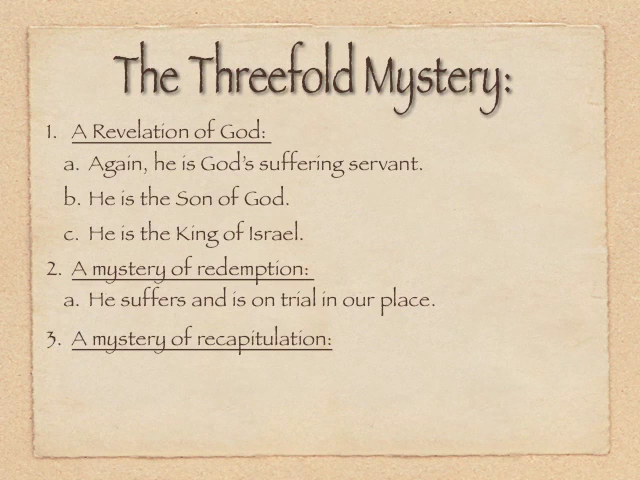 The Threefold Mystery:
1. A Revelation of God:
a. Again, he is God's suffering servant.
b. He is the Son of God.
c. He is the King of Israel.
2. A mystery of redemption:
a. He suffers and is on trial in our place.
3. A mystery of recapitulation: